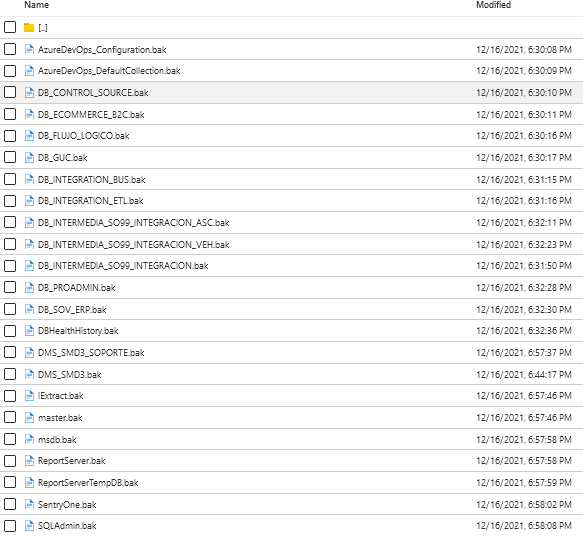 Name Modified
[..]
AzureDevOps_Configuration.bak 12/16/2021, 6:30:08 PM
AzureDevOps_DefaultCollection.bak 12/16/2021, 6:30:09 PM
DB_CONTROL_SOURCE.bak 12/16/2021, 6:30:10 PM
DB_ECOMMERCE_B2C.bak 12/16/2021, 6:30:11 PM
DB_FLUJO_LOGICO.bak 12/16/2021, 6:30:16 PM
DB_GUC.bak 12/16/2021, 6:30:17 PM
DB_INTEGRATION_BUS.bak 12/16/2021, 6:31:15 PM
DB_INTEGRATION_ETL.bak 12/16/2021, 6:31:16 PM
DB_INTERMEDIA_SO99_INTEGRACION_ASC.bak 12/16/2021, 6:32:11 PM
DB_INTERMEDIA_SO99_INTEGRACION_VEH.bak 12/16/2021, 6:32:23 PM
DB_INTERMEDIA_SO99_INTEGRACION.bak 12/16/2021, 6:31:50 PM
DB_PROADMIN.bak 12/16/2021, 6:32:28 PM
DB_SOV_ERP.bak 12/16/2021, 6:32:30 PM
DBHealthHistory.bak 12/16/2021, 6:32:36 PM
DMS_SMD3_SOPORTE.bak 12/16/2021, 6:57:37 PM
DMS_SMD3.bak 12/16/2021, 6:44:17 PM
IExtract.bak 12/16/2021, 6:57:46 PM
master.bak 12/16/2021, 6:57:46 PM
msdb.bak 12/16/2021, 6:57:58 PM
ReportServer.bak 12/16/2021, 6:57:58 PM
ReportServerTempDB.bak 12/16/2021, 6:57:59 PM
SentryOne.bak 12/16/2021, 6:58:02 PM
SQLAdmin.bak 12/16/2021, 6:58:08 PM